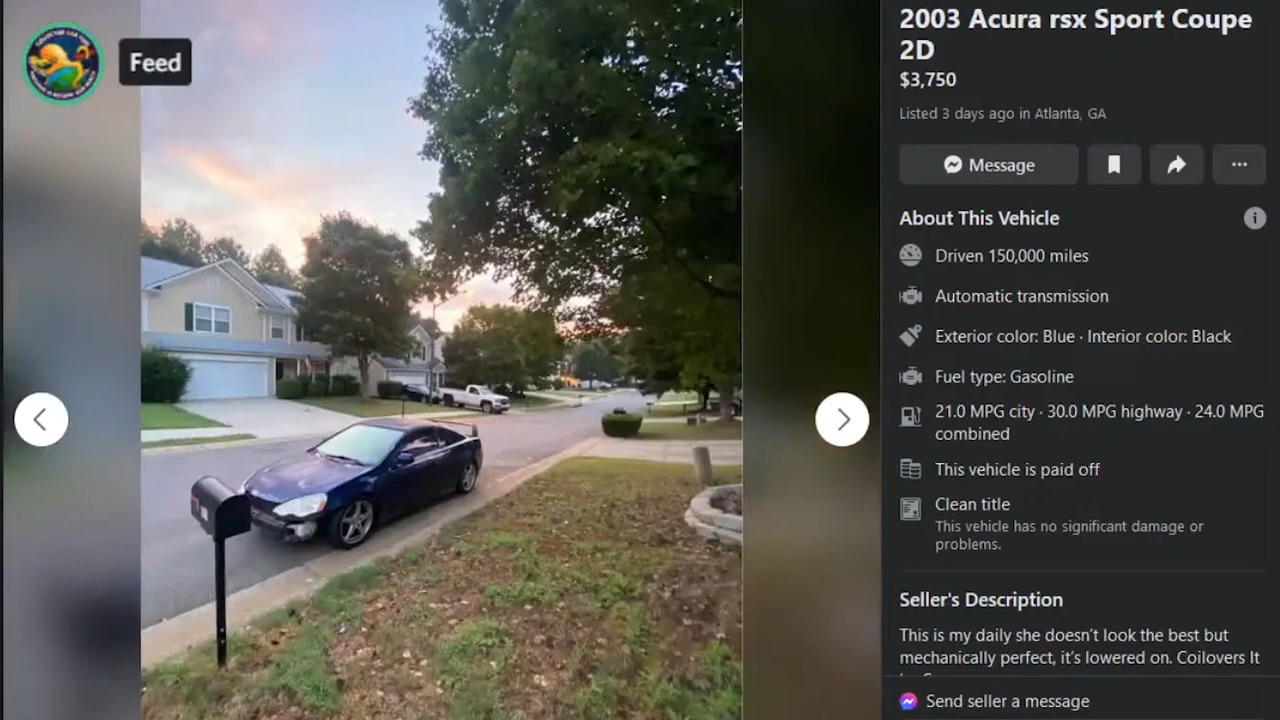 Feed
2003 Acura rsx Sport Coupe
2D
$3,750
Listed 3 days ago in Atlanta, GA
Message
About This Vehicle
Driven 150,000 miles
Automatic transmission
Exterior color: Blue · Interior color: Black
Fuel type: Gasoline
21.0 MPG city · 30.0 MPG highway · 24.0 MPG
combined
This vehicle is paid off
Clean title
This vehicle has no significant damage or
problems.
Seller's Description
This is my daily she doesn't look the best but
mechanically perfect, it's lowered on. Coilovers It
Send seller a message